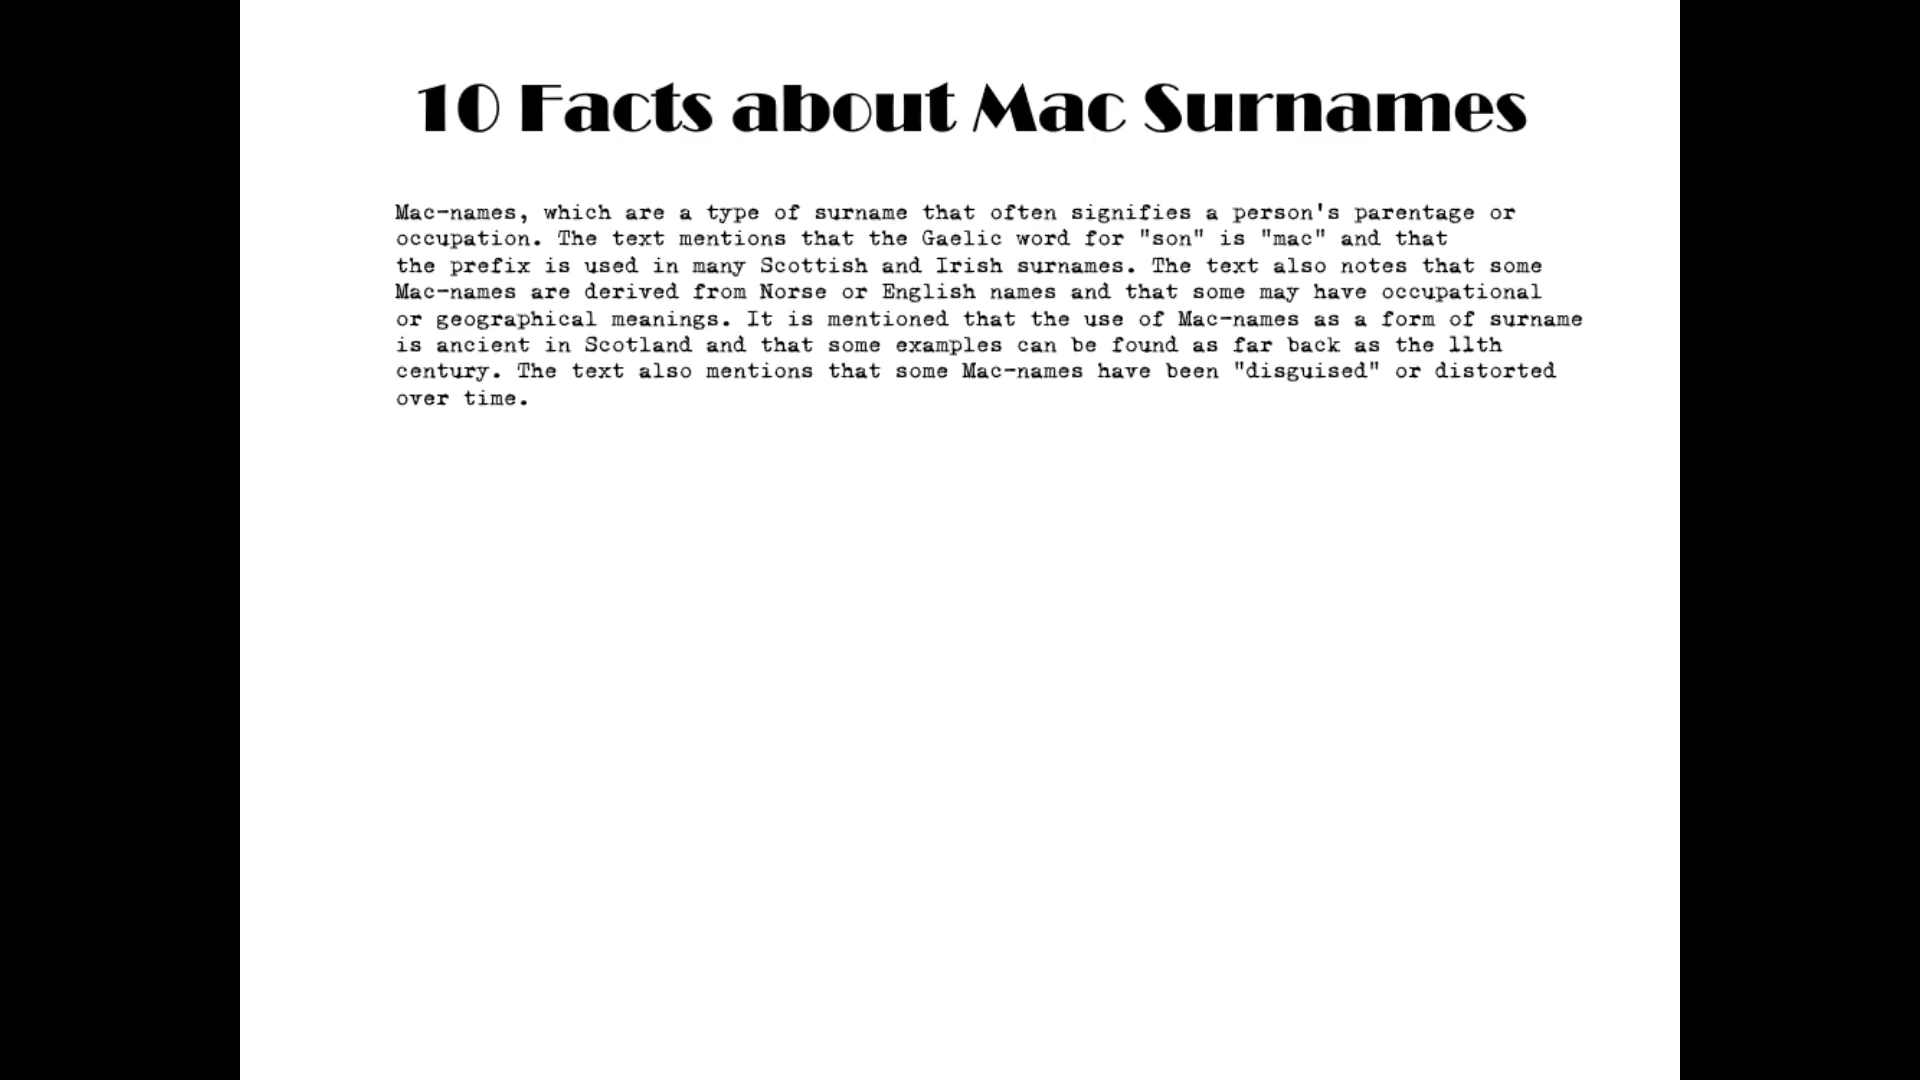 10 Facts about Mac Surnames
Mac-names, which are a type of surname that often signifies a person's parentage or
occupation. The text mentions that the Gaelic word for "son" is "mac" and that
the prefix is used in many Scottish and Irish surnames. The text also notes that some
Mac-names are derived from Norse or English names and that some may have occupational
or geographical meanings. It is mentioned that the use of Mac-names as a form of surname
is ancient in Scotland and that some examples can be found as far back as the 11th
century. The text also mentions that some Mac-names have been "disguised" or distorted
over time.